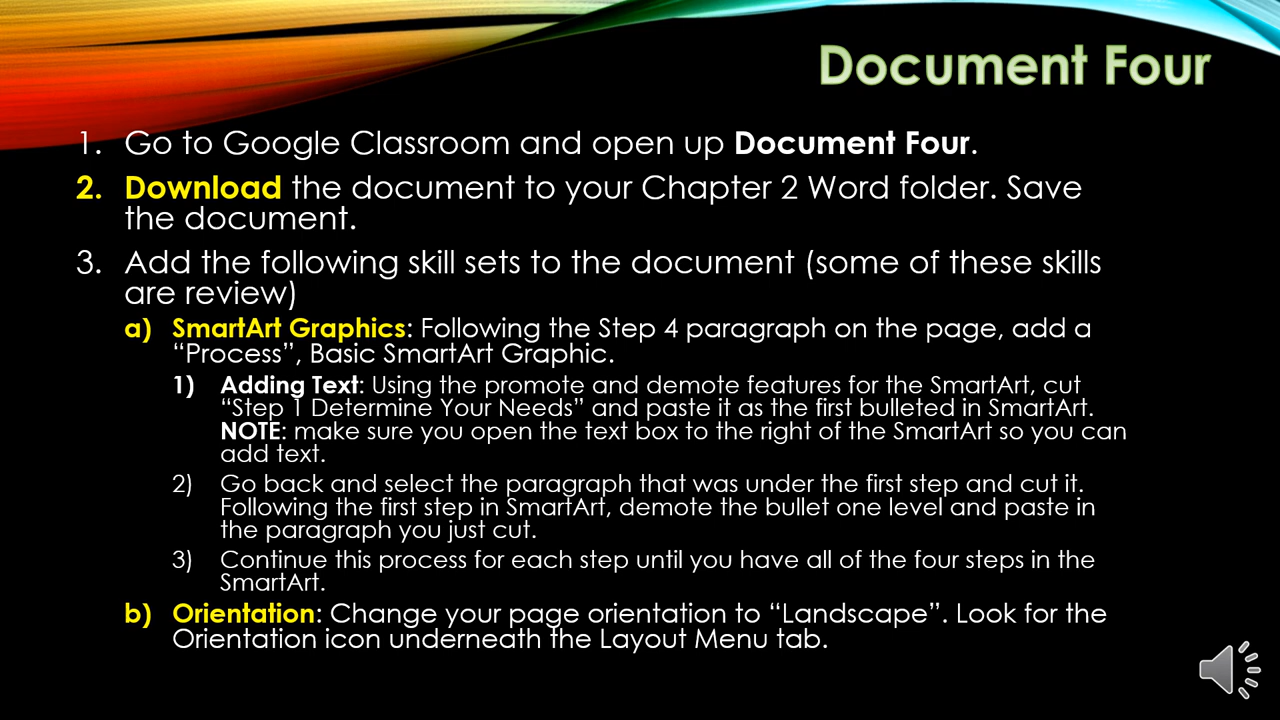 Document Four
1. Go to Google Classroom and open up Document Four.
2. Download the document to your Chapter 2 Word folder. Save
the document.
3. Add the following skill sets to the document (some of these skills
are review)
a) SmartArt Graphics: Following the Step 4 paragraph on the page, add a
“Process”, Basic SmartArt Graphic.
1) Adding Text: Using the promote and demote features for the SmartArt, cut
“Step 1 Determine Your Needs” and paste it as the first bulleted in SmartArt.
NOTE: make sure you open the text box to the right of the SmartArt so you can
add text.
2) Go back and select the paragraph that was under the first step and cut it.
Following the first step in SmartArt, demote the bullet one level and paste in
the paragraph you just cut.
3) Continue this process for each step until you have all of the four steps in the
SmartArt.
b) Orientation: Change your page orientation to “Landscape”. Look for the
Orientation icon underneath the Layout Menu tab.